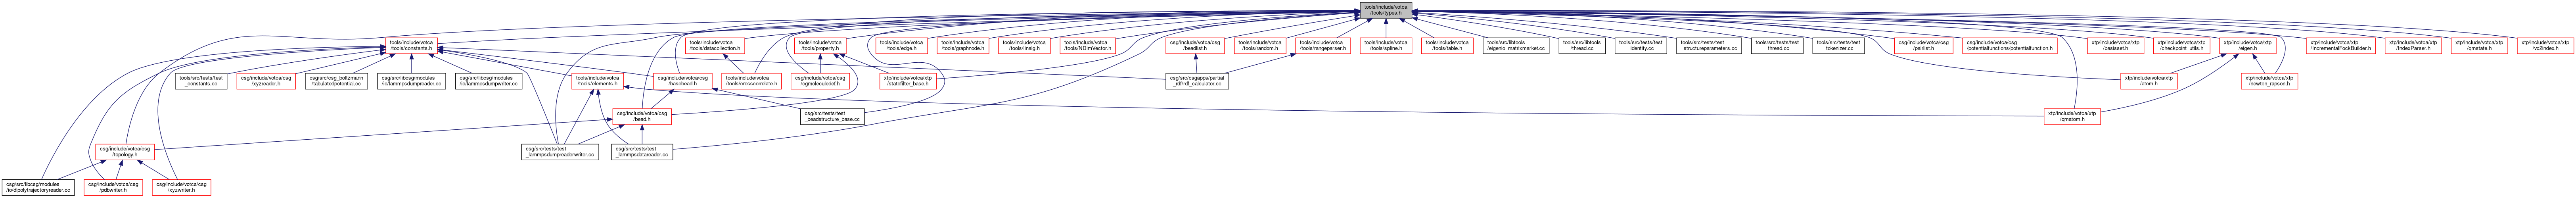 tools/include/votca
/tools/types.h
tools/include/votca
/tools/constants.h
tools/include/votca
/tools/datacollection.h
tools/include/votca
/tools/property.h
tools/include/votca
/tools/edge.h
tools/include/votca
/tools/graphnode.h
tools/include/votca
/tools/linalg.h
tools/include/votca
/tools/NDimVector.h
csg/include/votca/csg
/beadlist.h
tools/include/votca
/tools/random.h
tools/include/votca
/tools/rangeparser.h
tools/include/votca
/tools/spline.h
tools/include/votca
/tools/table.h
tools/src/libtools
/eigenio_matrixmarket.cc
tools/src/libtools
/thread.cc
tools/src/tests/test
_identity.cc
tools/src/tests/test
_structureparameters.cc
tools/src/tests/test
_thread.cc
tools/src/tests/test
_tokenizer.cc
csg/include/votca/csg
/pairlist.h
csg/include/votca/csg
/potentialfunctions/potentialfunction.h
xtp/include/votca/xtp
/basisset.h
xtp/include/votca/xtp
/checkpoint_utils.h
xtp/include/votca/xtp
/eigen.h
xtp/include/votca/xtp
/IncrementalFockBuilder.h
xtp/include/votca/xtp
/IndexParser.h
xtp/include/votca/xtp
/qmstate.h
xtp/include/votca/xtp
/vc2index.h
tools/src/tests/test
_constants.cc
csg/include/votca/csg
/xyzreader.h
csg/src/csg_boltzmann
/tabulatedpotential.cc
csg/src/libcsg/modules
/io/lammpsdumpreader.cc
csg/src/libcsg/modules
/io/lammpsdumpwriter.cc
tools/include/votca
/tools/elements.h
csg/include/votca/csg
/basebead.h
tools/include/votca
/tools/crosscorrelate.h
csg/include/votca/csg
/cgmoleculedef.h
xtp/include/votca/xtp
/statefilter_base.h
csg/src/csgapps/partial
_rdf/rdf_calculator.cc
xtp/include/votca/xtp
/atom.h
xtp/include/votca/xtp
/newton_rapson.h
csg/include/votca/csg
/bead.h
csg/src/tests/test
_beadstructure_base.cc
xtp/include/votca/xtp
/qmatom.h
csg/include/votca/csg
/topology.h
csg/src/tests/test
_lammpsdumpreaderwriter.cc
csg/src/tests/test
_lammpsdatareader.cc
csg/src/libcsg/modules
/io/dlpolytrajectoryreader.cc
csg/include/votca/csg
/pdbwriter.h
csg/include/votca/csg
/xyzwriter.h